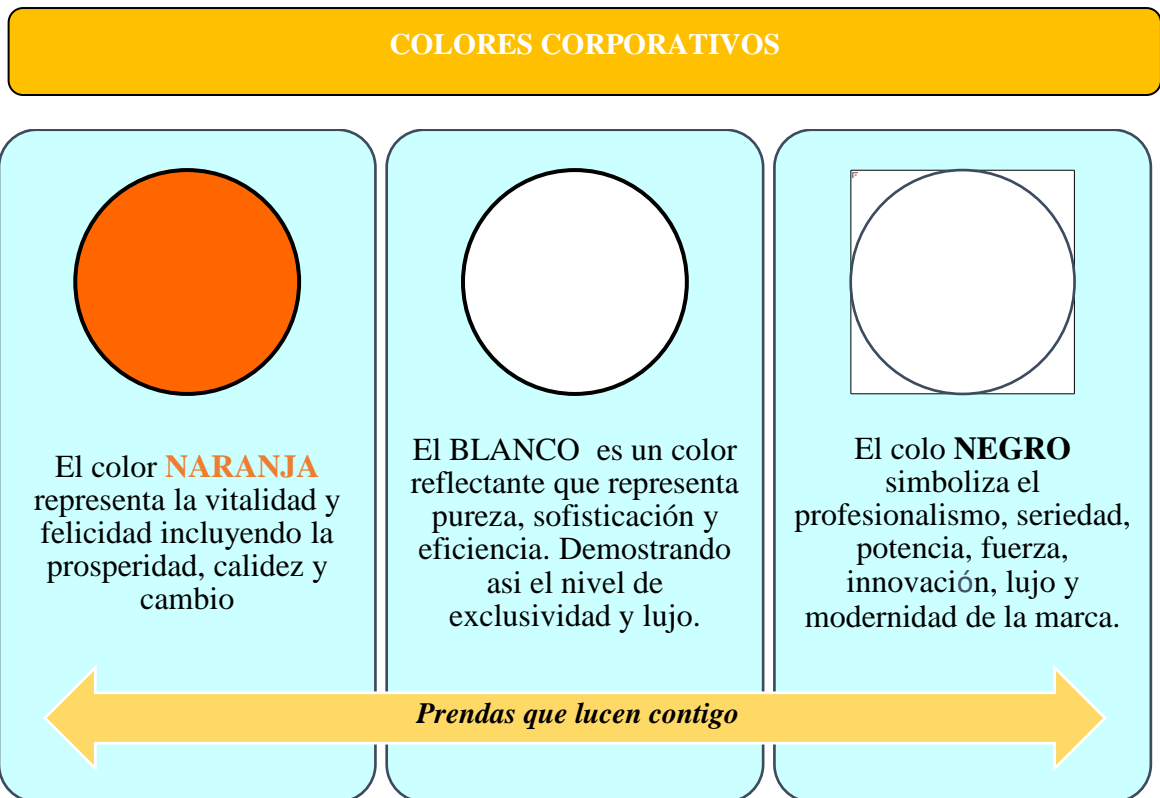 COLORES CORPORATIVOS
El color NARANJA
representa la vitalidad y
felicidad incluyendo la
prosperidad, calidez y
cambio
El BLANCO  es un color
reflectante que representa
pureza, sofisticación y
eficiencia. Demostrando
asi el nivel de
exclusividad y lujo.
El colo NEGRO
simboliza el
profesionalismo, seriedad,
potencia, fuerza,
innovación, lujo y
modernidad de la marca.
Prendas que lucen contigo